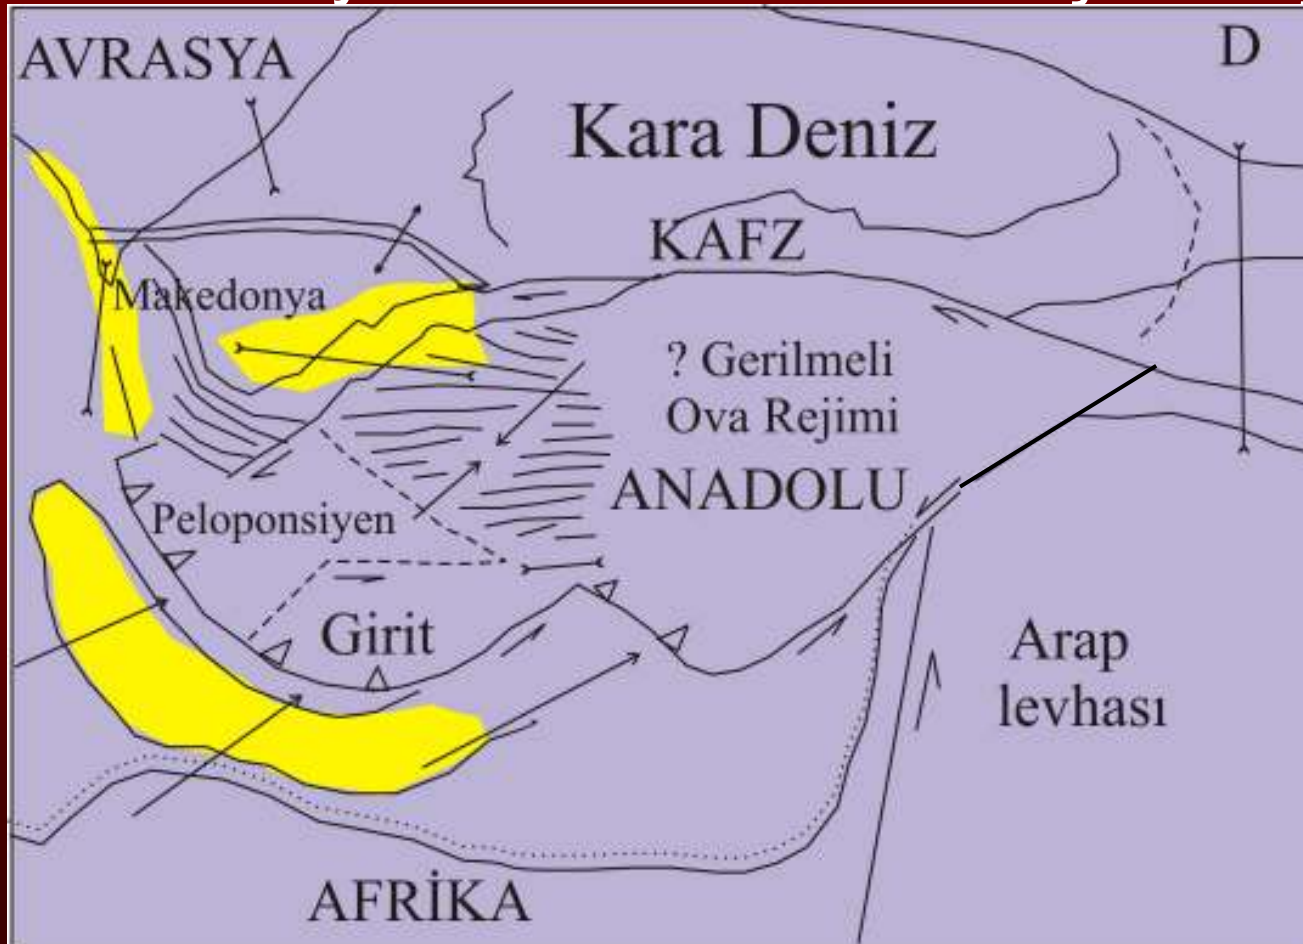 AVRASYA
D
Kara Deniz
KAFZ
Makedonya
? Gerilmeli
Ova Rejimi
ANADOLU
Peloponsiyen
Girit
Arap
levhası
AFRİKA